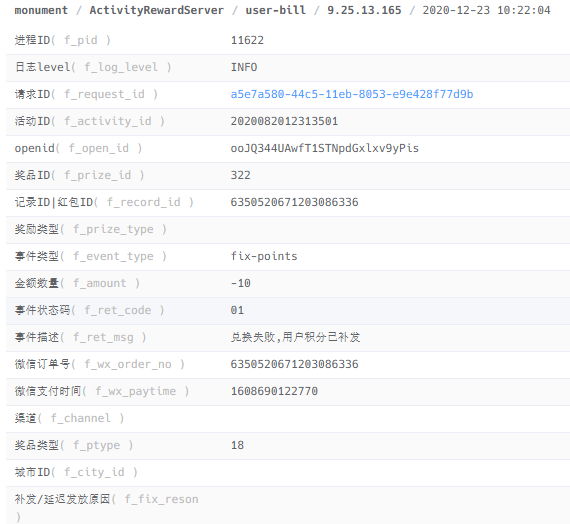 monument / ActivityRewardServer / user-bill / 9.25.13.165 / 2020-12-23 10:22:04
进程ID( f_pid ) 11622
日志level( f_log_level ) INFO
请求ID( f_request_id ) a5e7a580-44c5-11eb-8053-e9e428f77d9b
活动ID( f_activity_id ) 2020082012313501
openid( f_open_id ) ooJQ344UAwfT1STNpdGxlxv9yPis
奖品ID( f_prize_id ) 322
记录ID|红包ID( f_record_id ) 6350520671203086336
奖励类型( f_prize_type )
事件类型( f_event_type ) fix-points
金额数量( f_amount ) -10
事件状态码( f_ret_code ) 01
事件描述( f_ret_msg ) 兑换失败,用户积分已补发
微信订单号( f_wx_order_no ) 6350520671203086336
微信支付时间( f_wx_paytime ) 1608690122770
渠道( f_channel )
奖品类型( f_ptype ) 18
城市ID( f_city_id )
补发/延迟发放原因( f_fix_reson
)